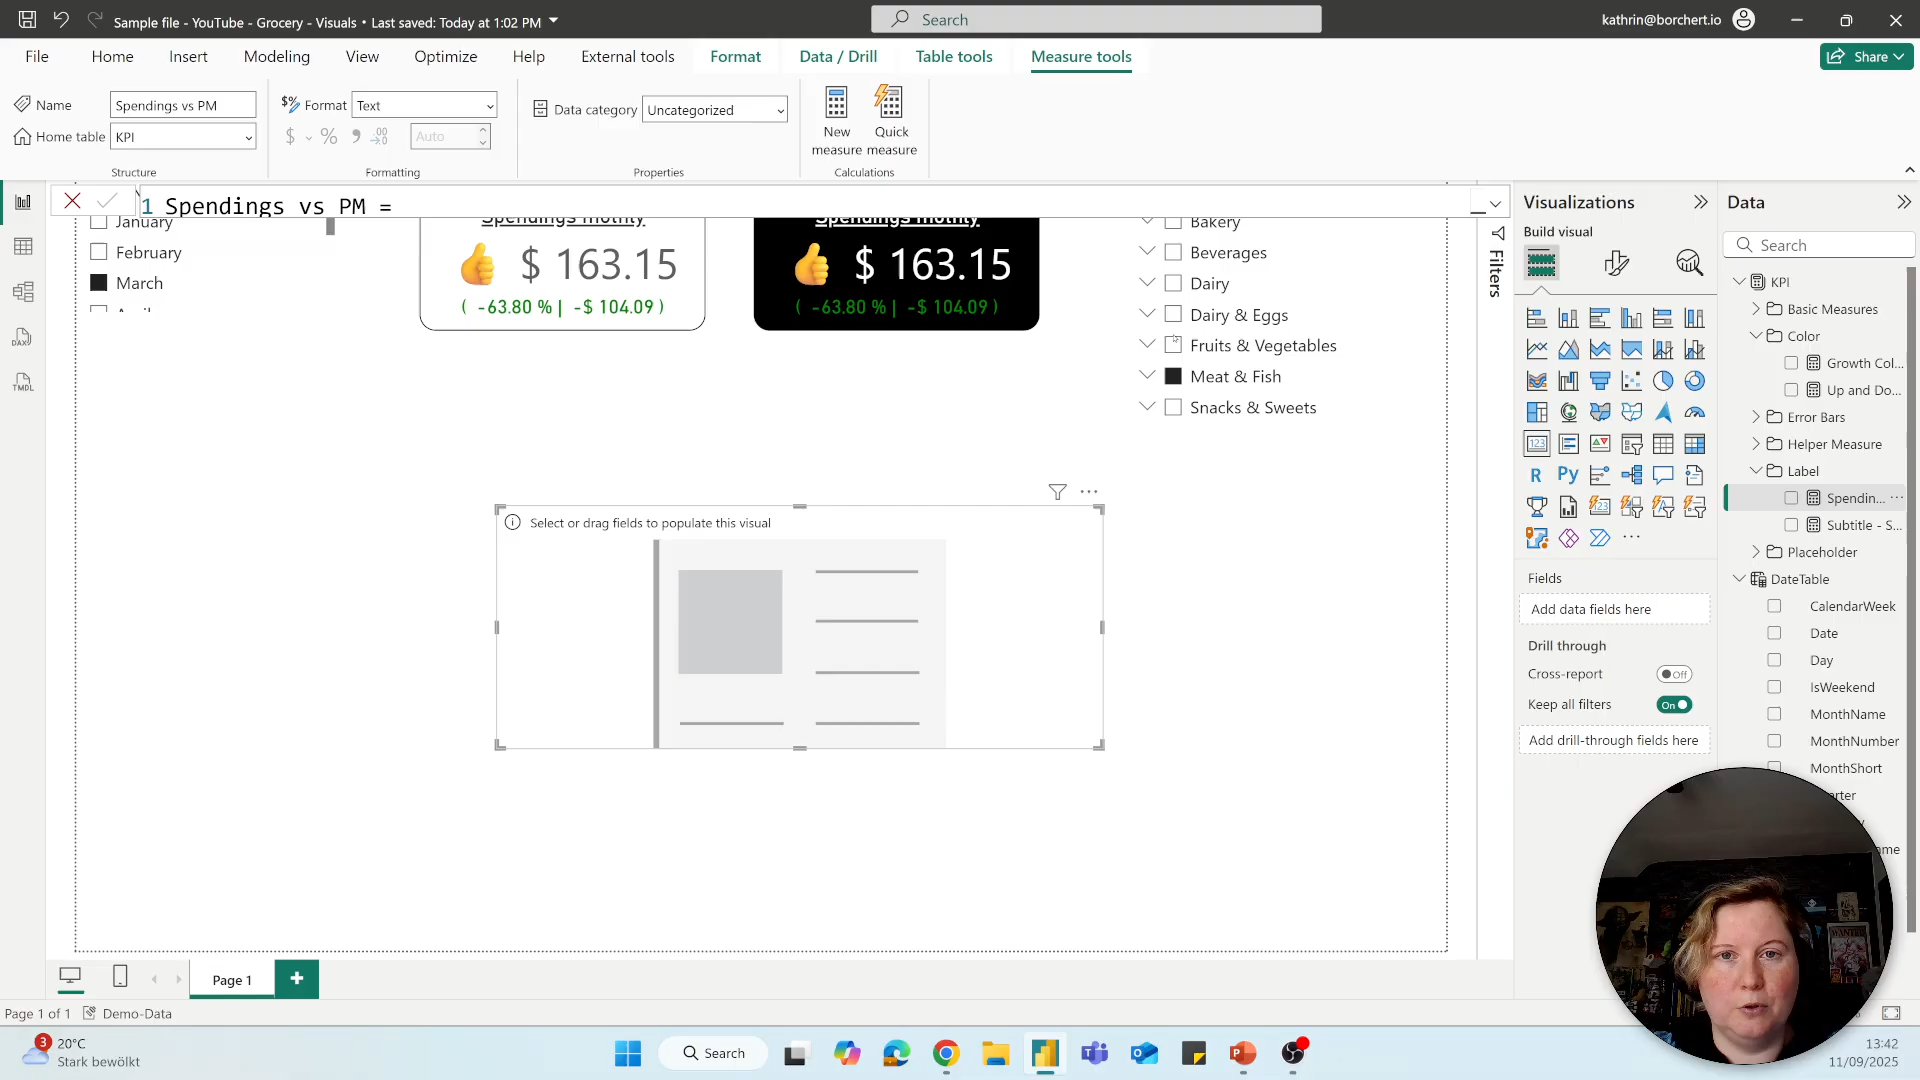 Sample file - YouTube - Grocery - Visuals • Last saved: Today at 1:02 PM
Search
kathrin@borchert.io
File
Home
Insert
Modeling
View
Optimize
Help
External tools
Format
Data / Drill
Table tools
Measure tools
Share
Name
Spendings vs PM
Home table
KPI
Structure
Format
Text
$
%
Auto
Formatting
Data category
Uncategorized
Properties
New
measure
Quick
measure
Calculations
1 Spendings vs PM =
January
February
March
April
$ 163.15
( -63.80 % | -$ 104.09 )
$ 163.15
( -63.80 % | -$ 104.09 )
Bakery
Beverages
Dairy
Dairy & Eggs
Fruits & Vegetables
Meat & Fish
Snacks & Sweets
Select or drag fields to populate this visual
Filters
Visualizations
Build visual
R
Py
123
Fields
Add data fields here
Drill through
Cross-report
Off
Keep all filters
On
Add drill-through fields here
Data
Search
KPI
Basic Measures
Color
Growth Col...
Up and Do...
Error Bars
Helper Measure
Label
Spendin...
Subtitle - S...
Placeholder
DateTable
CalendarWeek
Date
Day
IsWeekend
MonthName
MonthNumber
MonthShort
DAX
TMDL
WANTED
Page 1
Page 1 of 1
Demo-Data
3
20°C
Stark bewölkt
Search
13:42
11/09/2025